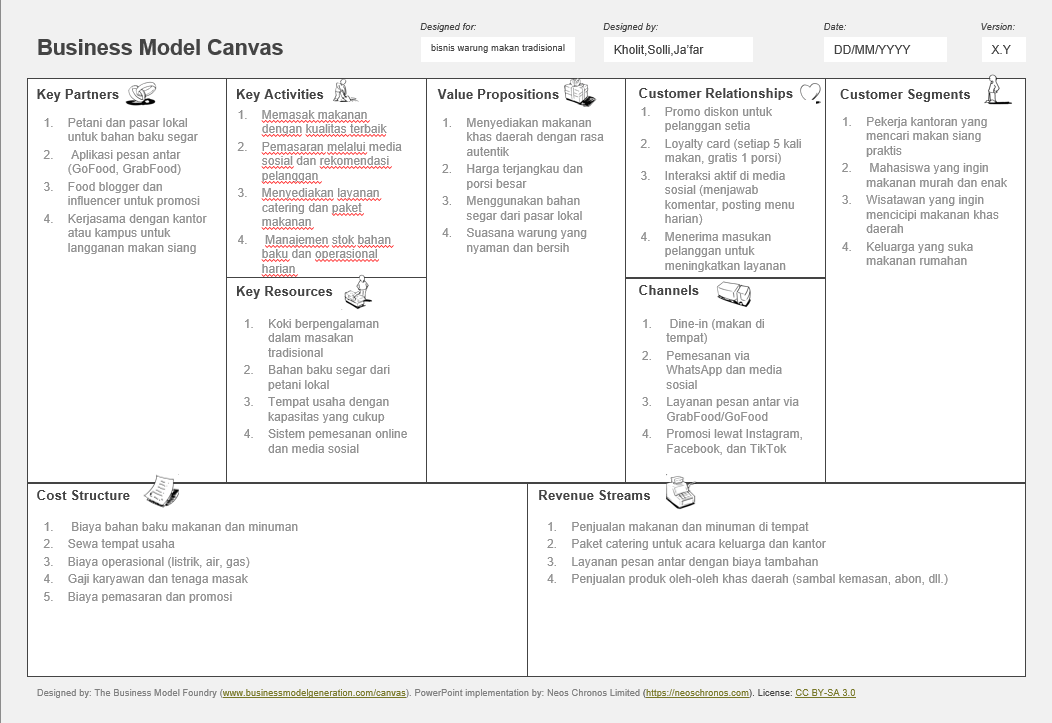 Business Model Canvas
Designed for:
bisnis warung makan tradisional
Designed by:
Kholit,Solli,Ja'far
Date:
DD/MM/YYYY
Version:
X.Y
Key Partners
1. Petani dan pasar lokal
untuk bahan baku segar
2. Aplikasi pesan antar
(GoFood, GrabFood)
3. Food blogger dan
influencer untuk promosi
4. Kerjasama dengan kantor
atau kampus untuk
langganan makan siang
Key Activities
1. Memasak makanan
dengan kualitas terbaik
2. Pemasaran melalui media
sosial dan rekomendasi
pelanggan
3. Menyediakan layanan
catering dan paket
makanan
4. Manajemen stok bahan
baku dan operasional
harian
Key Resources
1. Koki berpengalaman
dalam masakan
tradisional
2. Bahan baku segar dari
petani lokal
3. Tempat usaha dengan
kapasitas yang cukup
4. Sistem pemesanan online
dan media sosial
Value Propositions
1. Menyediakan makanan
khas daerah dengan rasa
autentik
2. Harga terjangkau dan
porsi besar
3. Menggunakan bahan
segar dari pasar lokal
4. Suasana warung yang
nyaman dan bersih
Customer Relationships
1. Promo diskon untuk
pelanggan setia
2. Loyalty card (setiap 5 kali
makan, gratis 1 porsi)
3. Interaksi aktif di media
sosial (menjawab
komentar, posting menu
harian)
4. Menerima masukan
pelanggan untuk
meningkatkan layanan
Channels
1. Dine-in (makan di
tempat)
2. Pemesanan via
WhatsApp dan media
sosial
3. Layanan pesan antar via
GrabFood/GoFood
4. Promosi lewat Instagram,
Facebook, dan TikTok
Customer Segments
1. Pekerja kantoran yang
mencari makan siang
praktis
2. Mahasiswa yang ingin
makanan murah dan enak
3. Wisatawan yang ingin
mencicipi makanan khas
daerah
4. Keluarga yang suka
makanan rumahan
Cost Structure
1. Biaya bahan baku makanan dan minuman
2. Sewa tempat usaha
3. Biaya operasional (listrik, air, gas)
4. Gaji karyawan dan tenaga masak
5. Biaya pemasaran dan promosi
Revenue Streams
1. Penjualan makanan dan minuman di tempat
2. Paket catering untuk acara keluarga dan kantor
3. Layanan pesan antar dengan biaya tambahan
4. Penjualan produk oleh-oleh khas daerah (sambal kemasan, abon, dll.)
Designed by: The Business Model Foundry (www.businessmodelgeneration.com/canvas). PowerPoint implementation by: Neos Chronos Limited (https://neoschronos.com). License: CC BY-SA 3.0